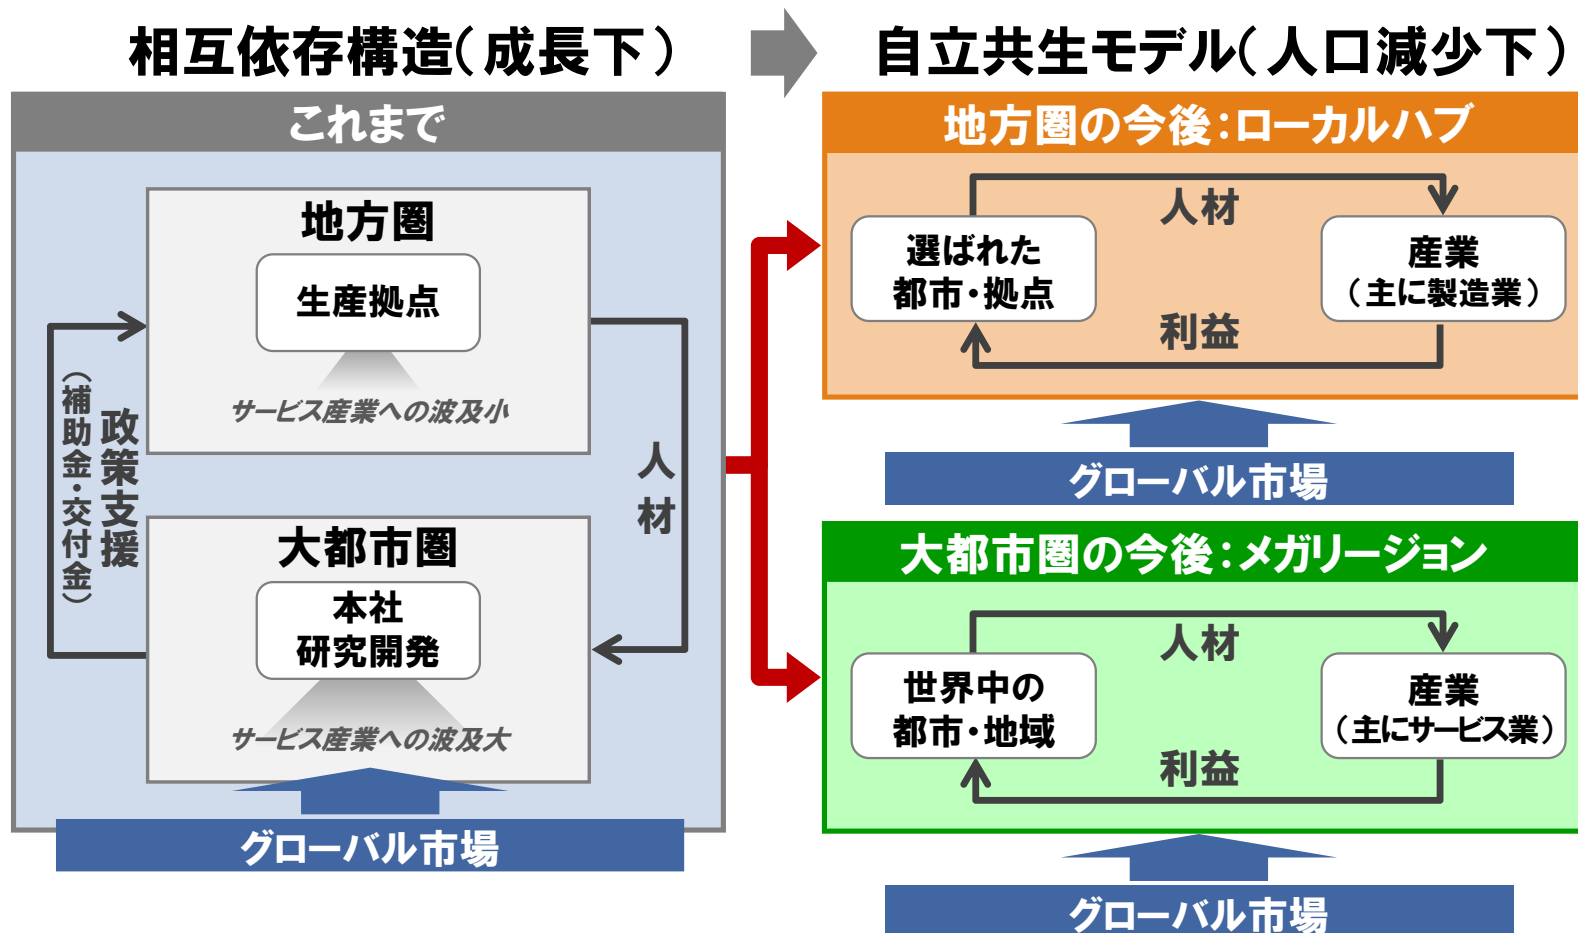 相互依存構造(成長下)
これまで
地方圏
生産拠点
サービス産業への波及小
政策支援
(補助金・交付金)
人材
大都市圏
本社
研究開発
サービス産業への波及大
グローバル市場
自立共生モデル(人口減少下)
地方圏の今後:ローカルハブ
人材
選ばれた
都市・拠点
産業
(主に製造業)
利益
グローバル市場
大都市圏の今後:メガリージョン
人材
世界中の
都市・地域
産業
(主にサービス業)
利益
グローバル市場